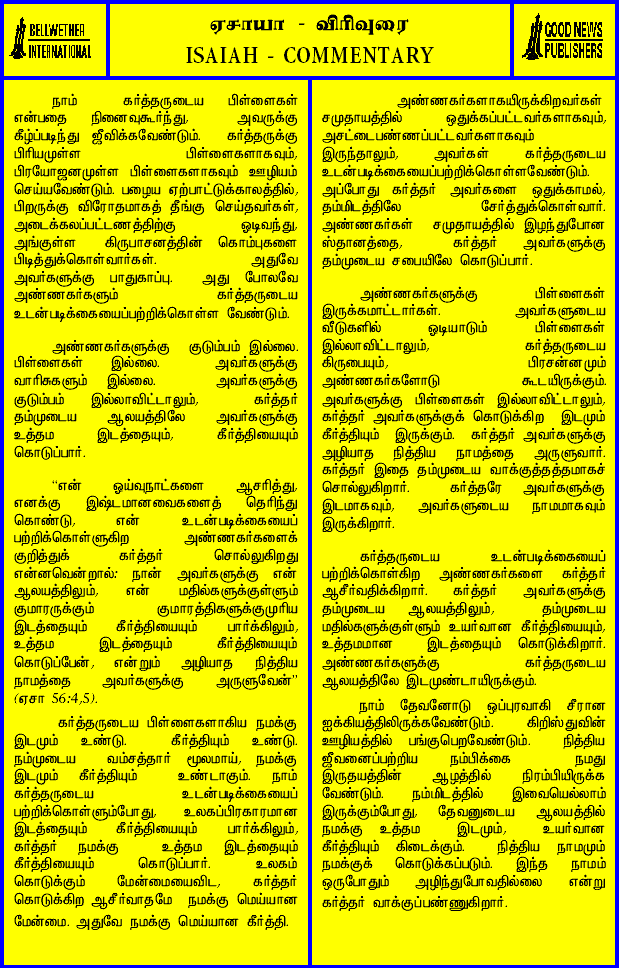 BELLWETHER
INTERNATIONAL
ஏசாயா - விரிவுரை
ISAIAH - COMMENTARY
GOOD NEWS
PUBLISHERS
நாம் கர்த்தருடைய பிள்ளைகள்
என்பதை நினைவுகூர்ந்து, அவருக்கு
கீழ்ப்படிந்து ஜீவிக்கவேண்டும். கர்த்தருக்கு
பிரியமுள்ள பிள்ளைகளாகவும்,
பிரயோஜனமுள்ள பிள்ளைகளாகவும் ஊழியம்
செய்யவேண்டும். பழைய ஏற்பாட்டுக்காலத்தில்,
பிறருக்கு விரோதமாகத் தீங்கு செய்தவர்கள்,
அடைக்கலப்பட்டணத்திற்கு ஓடிவந்து,
அங்குள்ள கிருபாசனத்தின் கொம்புகளை
பிடித்துக்கொள்வார்கள். அதுவே
அவர்களுக்கு பாதுகாப்பு. அது போலவே
அண்ணகர்களும் கர்த்தருடைய
உடன்படிக்கையைப்பற்றிக்கொள்ள வேண்டும்.
அண்ணகர்களுக்கு குடும்பம் இல்லை.
பிள்ளைகள் இல்லை. அவர்களுக்கு
வாரிசுகளும் இல்லை. அவர்களுக்கு
குடும்பம் இல்லாவிட்டாலும், கர்த்தர்
தம்முடைய ஆலயத்திலே அவர்களுக்கு
உத்தம இடத்தையும், கீர்த்தியையும்
கொடுப்பார்.
“என் ஓய்வுநாட்களை ஆசரித்து,
எனக்கு இஷ்டமானவைகளைத் தெரிந்து
கொண்டு, என் உடன்படிக்கையைப்
பற்றிக்கொள்ளுகிற அண்ணகர்களைக்
குறித்துக் கர்த்தர் சொல்லுகிறது
என்னவென்றால்: நான் அவர்களுக்கு என்
ஆலயத்திலும், என் மதில்களுக்குள்ளும்
குமாரருக்கும் குமாரத்திகளுக்குமுரிய
இடத்தையும் கீர்த்தியையும் பார்க்கிலும்,
உத்தம இடத்தையும் கீர்த்தியையும்
கொடுப்பேன், என்றும் அழியாத நித்திய
நாமத்தை அவர்களுக்கு அருளுவேன்”
(ஏசா 56:4,5).
கர்த்தருடைய பிள்ளைகளாகிய நமக்கு
இடமும் உண்டு. கீர்த்தியும் உண்டு.
நம்முடைய வம்சத்தார் மூலமாய், நமக்கு
இடமும் கீர்த்தியும் உண்டாகும். நாம்
கர்த்தருடைய உடன்படிக்கையைப்
பற்றிக்கொள்ளும்போது, உலகப்பிரகாரமான
இடத்தையும் கீர்த்தியையும் பார்க்கிலும்,
கர்த்தர் நமக்கு உத்தம இடத்தையும்
கீர்த்தியையும் கொடுப்பார். உலகம்
கொடுக்கும் மேன்மையைவிட, கர்த்தர்
கொடுக்கிற ஆசீர்வாதமே நமக்கு மெய்யான
மேன்மை. அதுவே நமக்கு மெய்யான கீர்த்தி.
அண்ணகர்களாகயிருக்கிறவர்கள்
சமுதாயத்தில் ஒதுக்கப்பட்டவர்களாகவும்,
அசட்டைபண்ணப்பட்டவர்களாகவும்
இருந்தாலும், அவர்கள் கர்த்தருடைய
உடன்படிக்கையைப்பற்றிக்கொள்ளவேண்டும்.
அப்போது கர்த்தர் அவர்களை ஒதுக்காமல்,
தம்மிடத்திலே சேர்த்துக்கொள்வார்.
அண்ணகர்கள் சமுதாயத்தில் இழந்துபோன
ஸ்தானத்தை, கர்த்தர் அவர்களுக்கு
தம்முடைய சபையிலே கொடுப்பார்.
அண்ணகர்களுக்கு பிள்ளைகள்
இருக்கமாட்டார்கள். அவர்களுடைய
வீடுகளில் ஓடியாடும் பிள்ளைகள்
இல்லாவிட்டாலும், கர்த்தருடைய
கிருபையும், பிரசன்னமும்
அண்ணகர்களோடு கூடயிருக்கும்.
அவர்களுக்கு பிள்ளைகள் இல்லாவிட்டாலும்,
கர்த்தர் அவர்களுக்குக் கொடுக்கிற இடமும்
கீர்த்தியும் இருக்கும். கர்த்தர் அவர்களுக்கு
அழியாத நித்திய நாமத்தை அருளுவார்.
கர்த்தர் இதை தம்முடைய வாக்குத்தத்தமாகச்
சொல்லுகிறார். கர்த்தரே அவர்களுக்கு
இடமாகவும், அவர்களுடைய நாமமாகவும்
இருக்கிறார்.
கர்த்தருடைய உடன்படிக்கையைப்
பற்றிக்கொள்கிற அண்ணகர்களை கர்த்தர்
ஆசீர்வதிக்கிறார். கர்த்தர் அவர்களுக்கு
தம்முடைய ஆலயத்திலும், தம்முடைய
மதில்களுக்குள்ளும் உயர்வான கீர்த்தியையும்,
உத்தமமான இடத்தையும் கொடுக்கிறார்.
அண்ணகர்களுக்கு கர்த்தருடைய
ஆலயத்திலே இடமுண்டாயிருக்கும்.
நாம் தேவனோடு ஒப்புரவாகி சீரான
ஐக்கியத்திலிருக்கவேண்டும். கிறிஸ்துவின்
ஊழியத்தில் பங்குபெறவேண்டும். நித்திய
ஜீவனைப்பற்றிய நம்பிக்கை நமது
இருதயத்தின் ஆழத்தில் நிரம்பியிருக்க
வேண்டும். நம்மிடத்தில் இவையெல்லாம்
இருக்கும்போது, தேவனுடைய ஆலயத்தில்
நமக்கு உத்தம இடமும், உயர்வான
கீர்த்தியும் கிடைக்கும். நித்திய நாமமும்
நமக்குக் கொடுக்கப்படும். இந்த நாமம்
ஒருபோதும் அழிந்துபோவதில்லை என்று
கர்த்தர் வாக்குப்பண்ணுகிறார்.